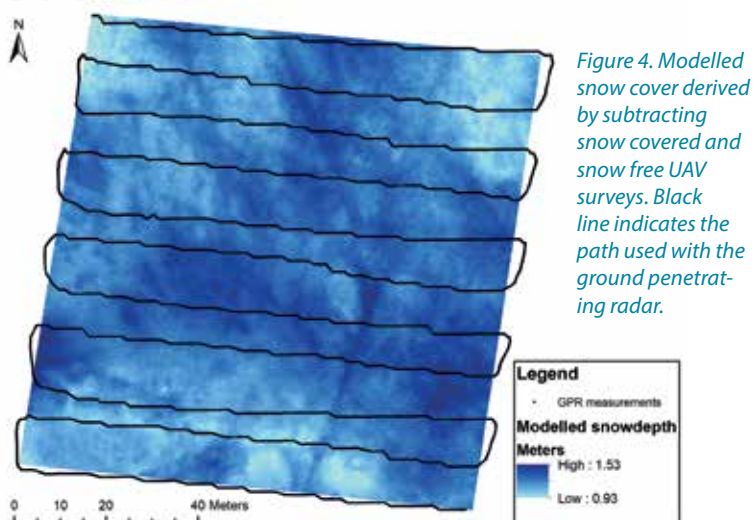 N
Figure 4. Modelled
snow cover derived
by subtracting
snow covered and
snow free UAV
surveys. Black
line indicates the
path used with the
ground penetrat-
ing radar.
Legend
GPR measurements
Modelled snowdepth
Meters
High : 1.53
Low : 0.93
0 10 20 40 Meters